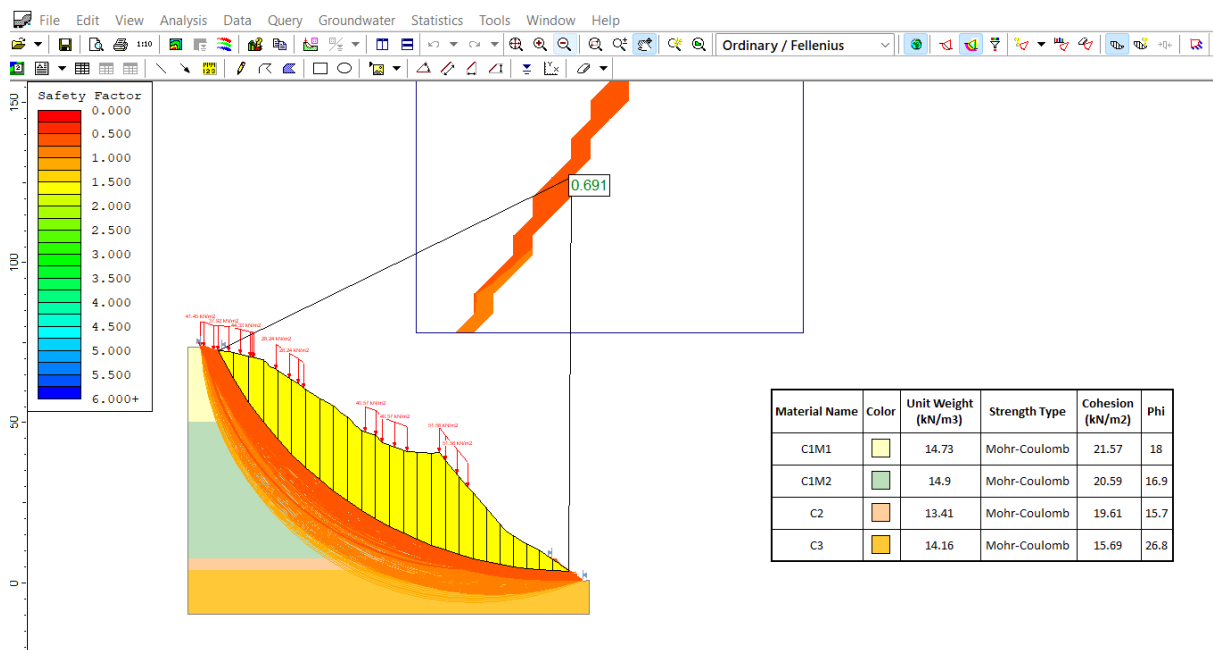 File Edit View Analysis Data Query Groundwater Statistics Tools Window Help
1:10
Ordinary / Fellenius
Safety Factor
0.000
0.500
1.000
1.500
2.000
2.500
3.000
3.500
4.000
4.500
5.000
5.500
6.000+
150
100
50
0
0.691
Material Name Color Unit Weight (kN/m3) Strength Type Cohesion (kN/m2) Phi
C1M1 14.73 Mohr-Coulomb 21.57 18
C1M2 14.9 Mohr-Coulomb 20.59 16.9
C2 13.41 Mohr-Coulomb 19.61 15.7
C3 14.16 Mohr-Coulomb 15.69 26.8